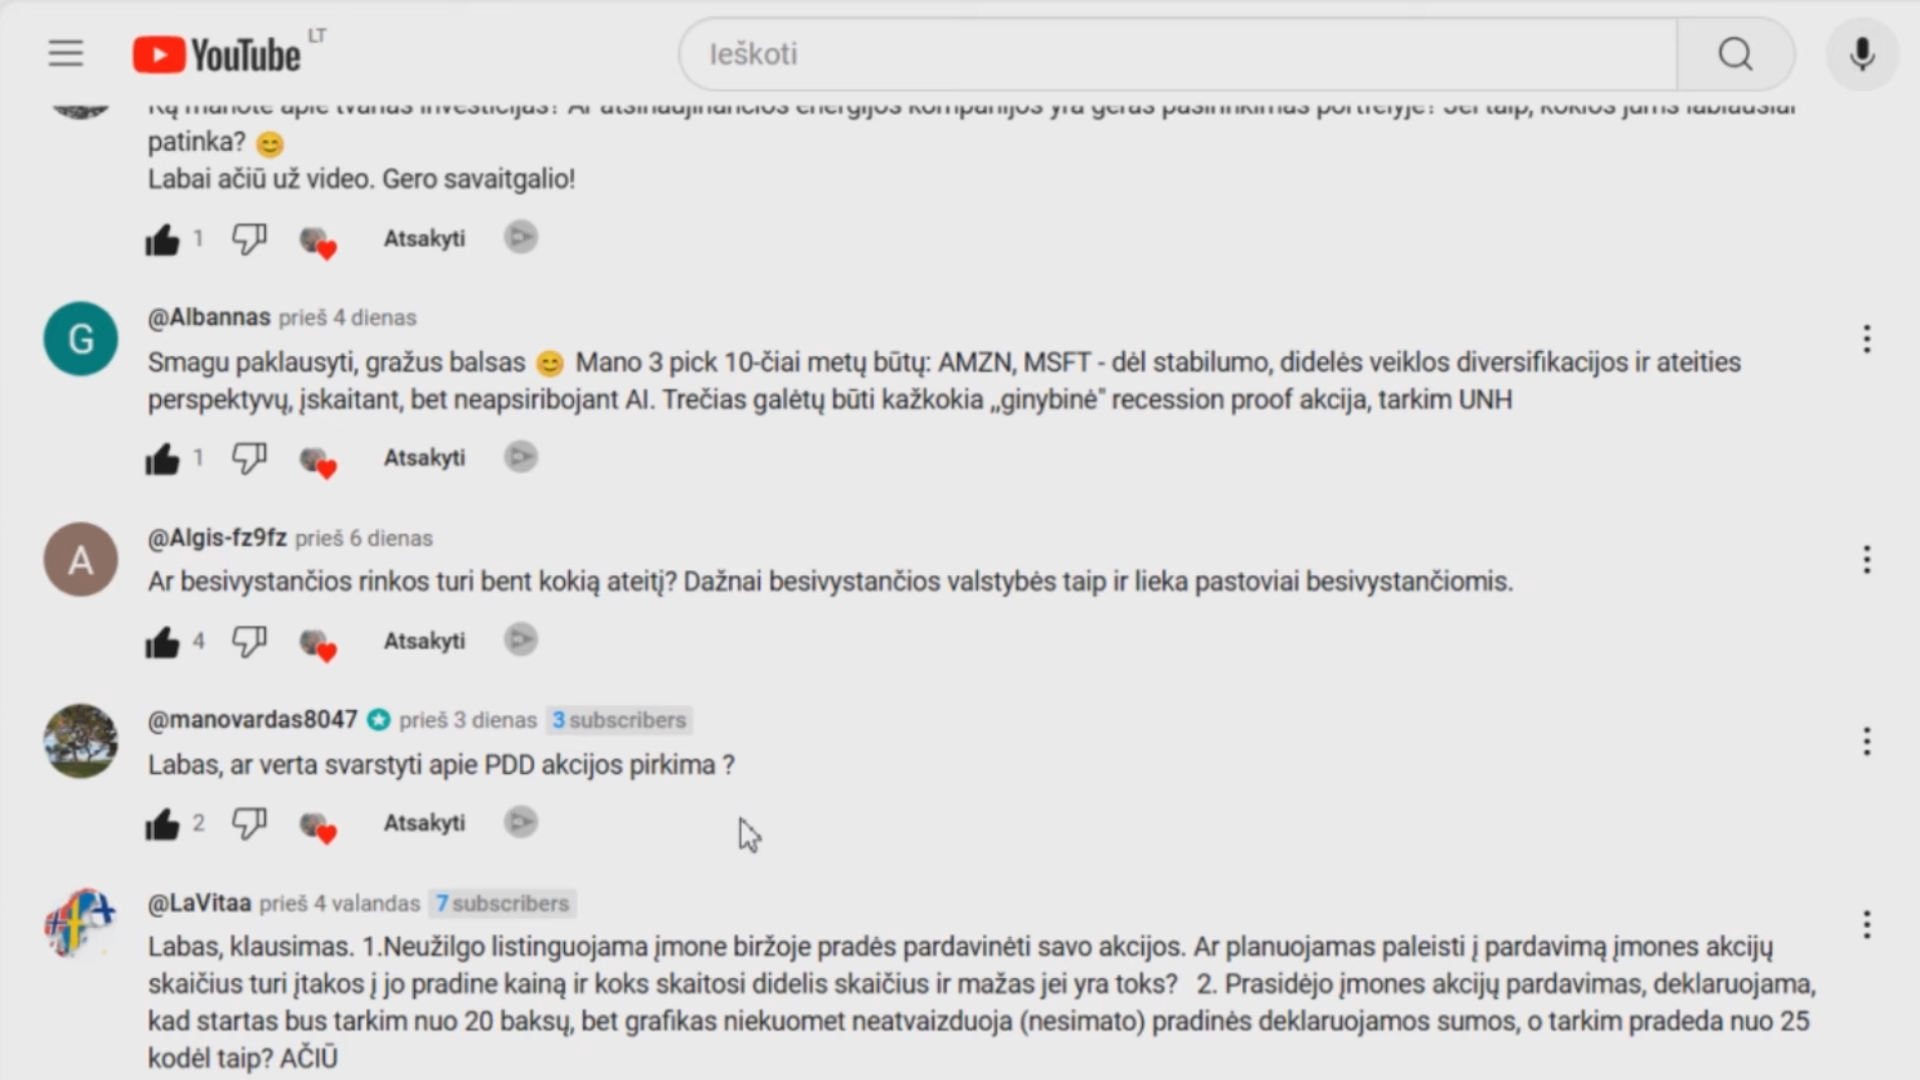 YouTube LT
Ieškoti
Ką manote apie tvarias investicijas? Ar atsinaujinančios energijos kompanijos yra geras pasirinkimas portfelyje? Jei taip, kokios jums labiausiai
patinka? 😊
Labai ačiū už video. Gero savaitgalio!
1 Atsakyti
G
@Albannas prieš 4 dienas
Smagu paklausyti, gražus balsas 😊 Mano 3 pick 10-čiai metų būtų: AMZN, MSFT - dėl stabilumo, didelės veiklos diversifikacijos ir ateities
perspektyvų, įskaitant, bet neapsiribojant AI. Trečias galėtų būti kažkokia ,,ginybinė" recession proof akcija, tarkim UNH
1 Atsakyti
A
@Algis-fz9fz prieš 6 dienas
Ar besivystančios rinkos turi bent kokią ateitį? Dažnai besivystančios valstybės taip ir lieka pastoviai besivystančiomis.
4 Atsakyti
@manovardas8047 prieš 3 dienas 3 subscribers
Labas, ar verta svarstyti apie PDD akcijos pirkima ?
2 Atsakyti
@LaVitaa prieš 4 valandas 7 subscribers
Labas, klausimas. 1.Neužilgo listinguojama įmone biržoje pradės pardavinėti savo akcijos. Ar planuojamas paleisti į pardavimą įmones akcijų
skaičius turi įtakos į jo pradine kainą ir koks skaitosi didelis skaičius ir mažas jei yra toks? 2. Prasidėjo įmones akcijų pardavimas, deklaruojama,
kad startas bus tarkim nuo 20 baksų, bet grafikas niekuomet neatvaizduoja (nesimato) pradinės deklaruojamos sumos, o tarkim pradeda nuo 25
kodėl taip? AČIŪ